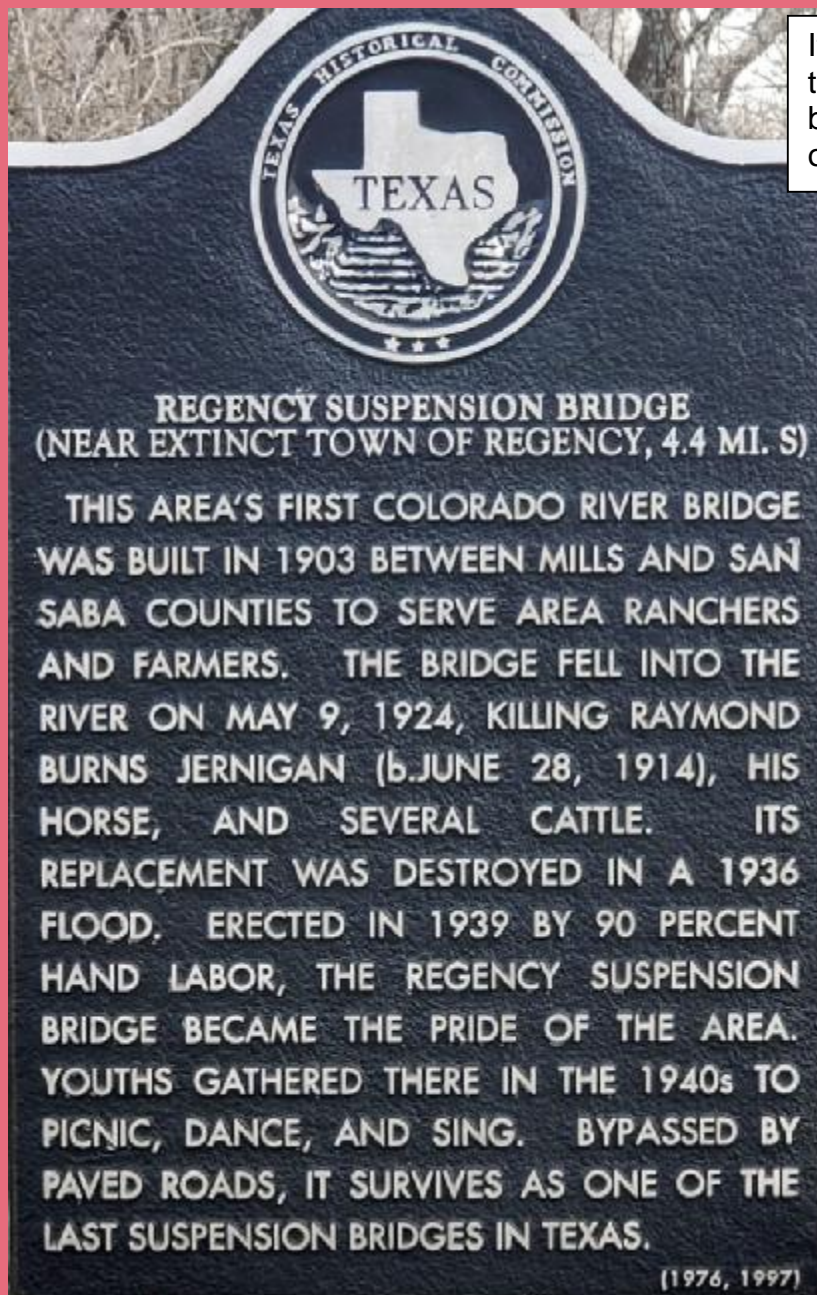 TEXAS HISTORICAL COMMISSION
TEXAS
REGENCY SUSPENSION BRIDGE
(NEAR EXTINCT TOWN OF REGENCY, 4.4 MI. S)
THIS AREA'S FIRST COLORADO RIVER BRIDGE
WAS BUILT IN 1903 BETWEEN MILLS AND SAN
SABA COUNTIES TO SERVE AREA RANCHERS
AND FARMERS. THE BRIDGE FELL INTO THE
RIVER ON MAY 9, 1924, KILLING RAYMOND
BURNS JERNIGAN (b.JUNE 28, 1914), HIS
HORSE, AND SEVERAL CATTLE. ITS
REPLACEMENT WAS DESTROYED IN A 1936
FLOOD. ERECTED IN 1939 BY 90 PERCENT
HAND LABOR, THE REGENCY SUSPENSION
BRIDGE BECAME THE PRIDE OF THE AREA.
YOUTHS GATHERED THERE IN THE 1940s TO
PICNIC, DANCE, AND SING. BYPASSED BY
PAVED ROADS, IT SURVIVES AS ONE OF THE
LAST SUSPENSION BRIDGES IN TEXAS.
(1976, 1997)